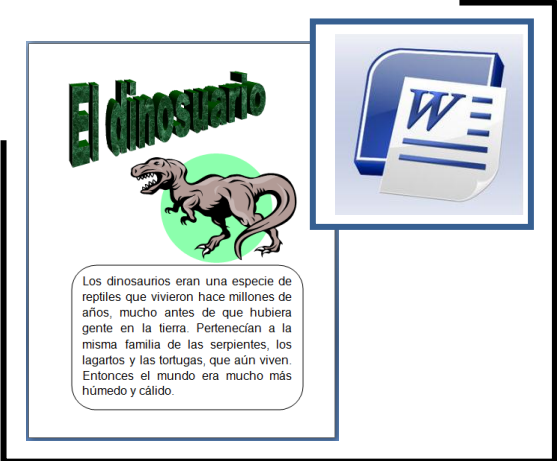 El dinosuario
W
Los dinosaurios eran una especie de
reptiles que vivieron hace millones de
años, mucho antes de que hubiera
gente en la tierra. Pertenecían a la
misma familia de las serpientes, los
lagartos y las tortugas, que aún viven.
Entonces el mundo era mucho más
húmedo y cálido.